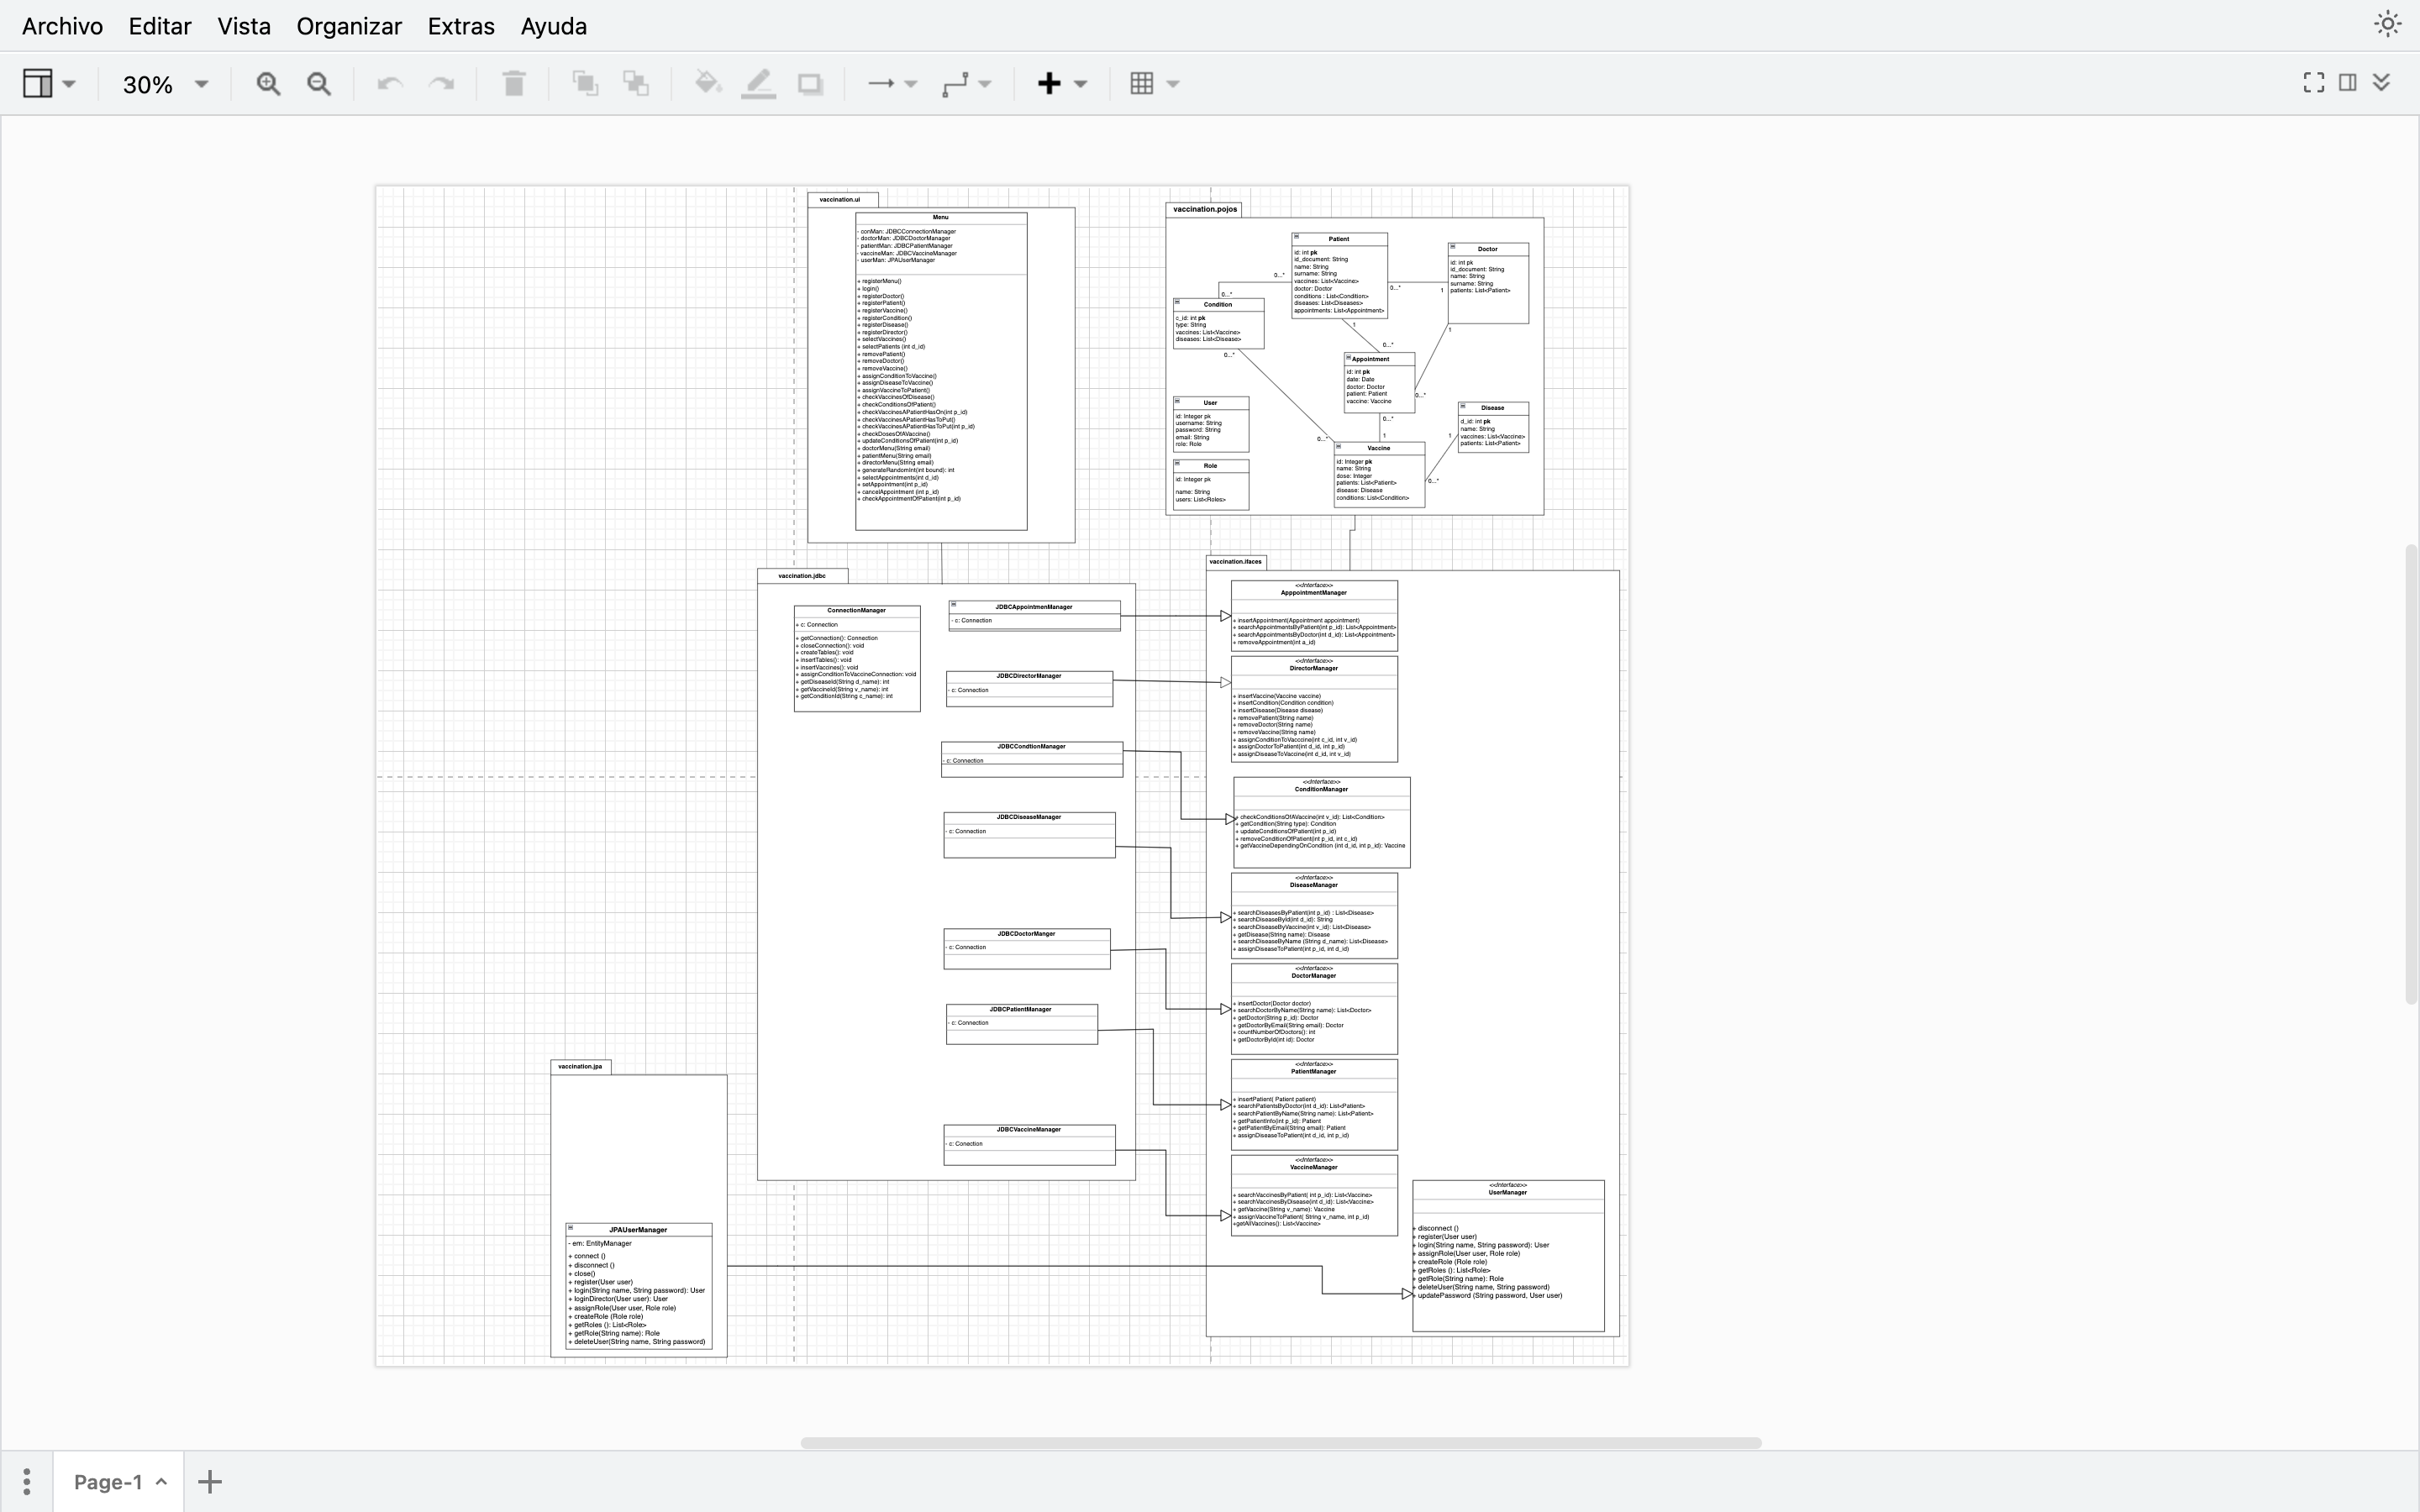 Archivo Editar Vista Organizar Extras Ayuda
30%
vaccination.ui
Menu
- conMan: JDBCConnectionManager
- doctorMan: JDBCDoctorManager
- patientMan: JDBCPatientManager
- vaccineMan: JDBCVaccineManager
- userMan: JPAUserManager
+ registerMenu()
+ login()
+ registerDoctor()
+ registerPatient()
+ registerVaccine()
+ registerCondition()
+ registerDisease()
+ registerDirector()
+ selectVaccines()
+ selectPatients (int d_id)
+ removePatient()
+ removeDoctor()
+ removeVaccine()
+ assignConditionToVaccine()
+ assignDiseaseToVaccine()
+ assignVaccineToPatient()
+ checkVaccinesOfDisease()
+ checkConditionsOfPatient()
+ checkVaccinesAPatientHasOn(int p_id)
+ checkVaccinesAPatientHasToPut()
+ checkVaccinesAPatientHasToPut(int p_id)
+ checkDosesOfAVaccine()
+ updateConditionsOfPatient(int p_id)
+ doctorMenu(String email)
+ patientMenu(String email)
+ directorMenu(String email)
+ generateRandomInt(int bound): int
+ selectAppointments(int d_id)
+ setAppointment(int p_id)
+ cancelAppointment (int p_id)
+ checkAppointmentOfPatient(int p_id)
vaccination.pojos
Patient
id: int pk
id_document: String
name: String
surname: String
vaccines: List<Vaccine>
doctor: Doctor
conditions : List<Condition>
diseases: List<Diseases>
appointments: List<Appointment>
Doctor
id: int pk
id_document: String
name: String
surname: String
patients: List<Patient>
0..*
0..*
0..*
1
Condition
c_id: int pk
type: String
vaccines: List<Vaccine>
diseases: List<Disease>
1
0..*
1
0..*
Appointment
id: int pk
date: Date
doctor: Doctor
patient: Patient
vaccine: Vaccine
0..*
User
id: Integer pk
username: String
password: String
email: String
role: Role
Disease
d_id: int pk
name: String
vaccines: List<Vaccine>
patients: List<Patient>
0..*
1
0..*
1
0..*
Vaccine
id: Integer pk
name: String
dose: Integer
patients: List<Patient>
disease: Disease
conditions: List<Condition>
Role
id: Integer pk
name: String
users: List<Roles>
vaccination.jdbc
ConnectionManager
+ c: Connection
+ getConnection(): Connection
+ closeConnection(): void
+ createTables(): void
+ insertTables(): void
+ insertVaccines(): void
+ assignConditionToVaccineConnection: void
+ getDiseaseId(String d_name): int
+ getVaccineId(String v_name): int
+ getConditionId(String c_name): int
JDBCAppointmenManager
- c: Connection
JDBCDirectorManager
- c: Connection
JDBCCondtionManager
- c: Connection
JDBCDiseaseManager
- c: Connection
JDBCDoctorManger
- c: Connection
JDBCPatientManager
- c: Connection
JDBCVaccineManager
- c: Conection
vaccination.ifaces
<<Interface>>
ApppointmentManager
+ insertAppointment(Appointment appointment)
+ searchAppointmentsByPatient(int p_id): List<Appointment>
+ searchAppointmentsByDoctor(int d_id): List<Appointment>
+ removeAppointment(int a_id)
<<Interface>>
DirectorManager
+ insertVaccine(Vaccine vaccine)
+ insertCondition(Condition condition)
+ insertDisease(Disease disease)
+ removePatient(String name)
+ removeDoctor(String name)
+ removeVaccine(String name)
+ assignConditionToVacccine(int c_id, int v_id)
+ assignDoctorToPatient(int d_id, int p_id)
+ assignDiseaseToVaccine(int d_id, int v_id)
<<Interface>>
ConditionManager
+ checkConditionsOfAVaccine(int v_id): List<Condition>
+ getCondition(String type): Condition
+ updateConditionsOfPatient(int p_id)
+ removeConditionOfPatient(int p_id, int c_id)
+ getVaccineDependingOnCondition (int d_id, int p_id): Vaccine
<<Interface>>
DiseaseManager
+ searchDiseasesByPatient(int p_id) : List<Disease>
+ searchDiseaseById(int d_id): String
+ searchDiseaseByVaccine(int v_id): List<Disease>
+ getDisease(String name): Disease
+ searchDiseaseByName (String d_name): List<Disease>
+ assignDiseaseToPatient(int p_id, int d_id)
<<Interface>>
DoctorManager
+ insertDoctor(Doctor doctor)
+ searchDoctorByName(String name): List<Doctor>
+ getDoctor(String p_id): Doctor
+ getDoctorByEmail(String email): Doctor
+ countNumberOfDoctors(): int
+ getDoctorById(int id): Doctor
<<Interface>>
PatientManager
+ insertPatient( Patient patient)
+ searchPatientsByDoctor(int d_id): List<Patient>
+ searchPatientByName(String name): List<Patient>
+ getPatientInfo(int p_id): Patient
+ getPatientByEmail(String email): Patient
+ assignDiseaseToPatient(int d_id, int p_id)
<<Interface>>
VaccineManager
+ searchVaccinesByPatient( int p_id): List<Vaccine>
+ searchVaccinesByDisease(int d_id): List<Vaccine>
+ getVaccine(String v_name): Vaccine
+ assignVaccineToPatient( String v_name, int p_id)
+getAllVaccines(): List<Vaccine>
<<Interface>>
UserManager
+ disconnect ()
+ register(User user)
+ login(String name, String password): User
+ assignRole(User user, Role role)
+ createRole (Role role)
+ getRoles (): List<Role>
+ getRole(String name): Role
+ deleteUser(String name, String password)
+ updatePassword (String password, User user)
vaccination.jpa
JPAUserManager
- em: EntityManager
+ connect ()
+ disconnect ()
+ close()
+ register(User user)
+ login(String name, String password): User
+ loginDirector(User user): User
+ assignRole(User user, Role role)
+ createRole (Role role)
+ getRoles (): List<Role>
+ getRole(String name): Role
+ deleteUser(String name, String password)
Page-1